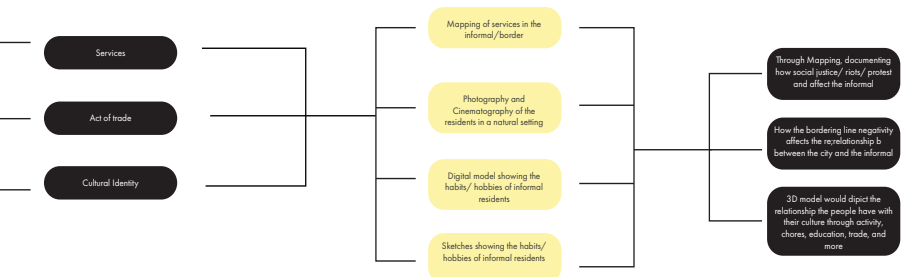 Services
Act of trade
Cultural Identity
Mapping of services in the
informal/border
Photography and
Cinematography of the
residents in a natural setting
Digital model showing the
habits/ hobbies of informal
residents
Sketches showing the habits/
hobbies of informal residents
Through Mapping, documenting
how social justice/ riots/ protest
and affect the informal
How the bordering line negativity
affects the re;relationship b
between the city and the informal
3D model would dipict the
relationship the people have with
their culture through activity,
chores, education, trade, and
more